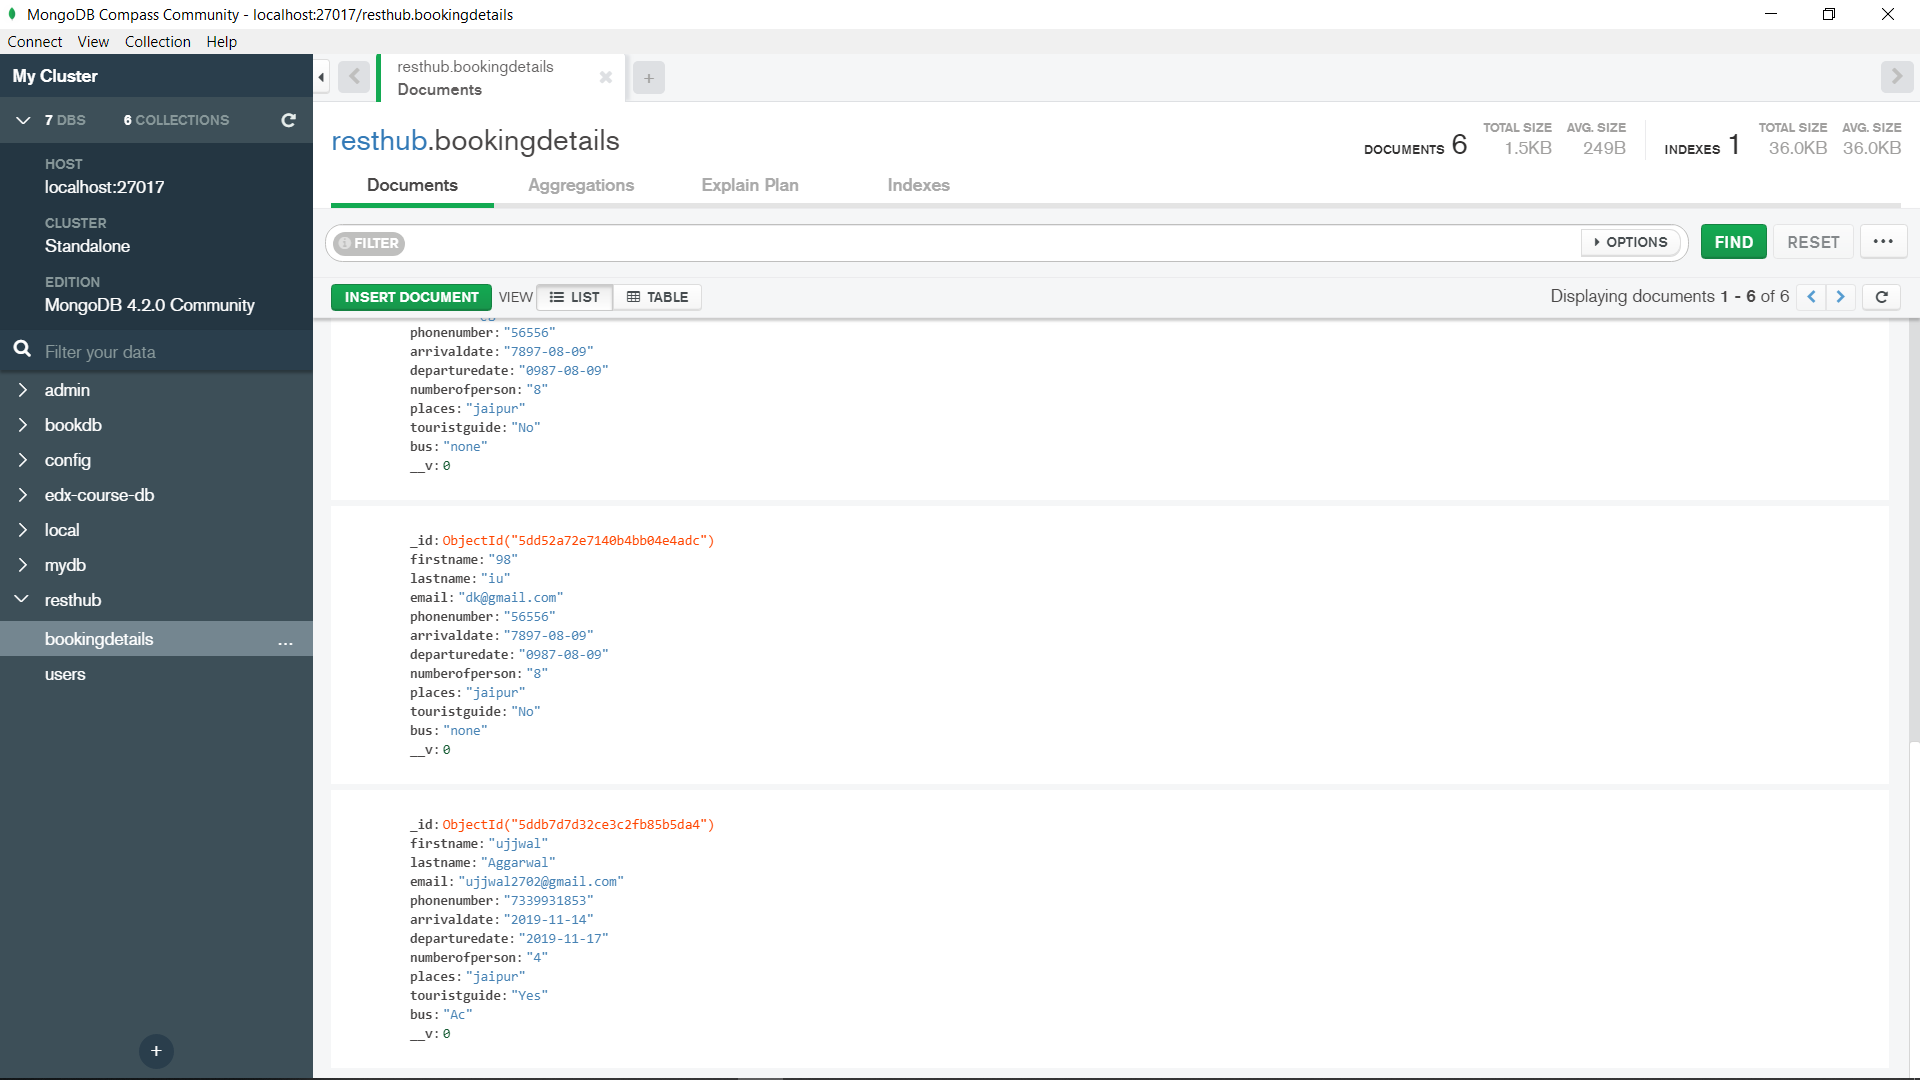 MongoDB Compass Community - localhost:27017/resthub.bookingdetails
Connect View Collection Help
My Cluster
7 DBS 6 COLLECTIONS
HOST
localhost:27017
CLUSTER
Standalone
EDITION
MongoDB 4.2.0 Community
Filter your data
admin
bookdb
config
edx-course-db
local
mydb
resthub
bookingdetails ...
users
+
resthub.bookingdetails
Documents
+
resthub.bookingdetails
DOCUMENTS 6 TOTAL SIZE 1.5KB AVG. SIZE 249B INDEXES 1 TOTAL SIZE 36.0KB AVG. SIZE 36.0KB
Documents Aggregations Explain Plan Indexes
FILTER OPTIONS FIND RESET ...
INSERT DOCUMENT VIEW LIST TABLE Displaying documents 1 - 6 of 6
phonenumber: "56556"
arrivaldate: "7897-08-09"
departuredate: "0987-08-09"
numberofperson: "8"
places: "jaipur"
touristguide: "No"
bus: "none"
__v: 0
_id: ObjectId("5dd52a72e7140b4bb04e4adc")
firstname: "98"
lastname: "iu"
email: "dk@gmail.com"
phonenumber: "56556"
arrivaldate: "7897-08-09"
departuredate: "0987-08-09"
numberofperson: "8"
places: "jaipur"
touristguide: "No"
bus: "none"
__v: 0
_id: ObjectId("5ddb7d7d32ce3c2fb85b5da4")
firstname: "ujjwal"
lastname: "Aggarwal"
email: "ujjwal2702@gmail.com"
phonenumber: "7339931853"
arrivaldate: "2019-11-14"
departuredate: "2019-11-17"
numberofperson: "4"
places: "jaipur"
touristguide: "Yes"
bus: "Ac"
__v: 0